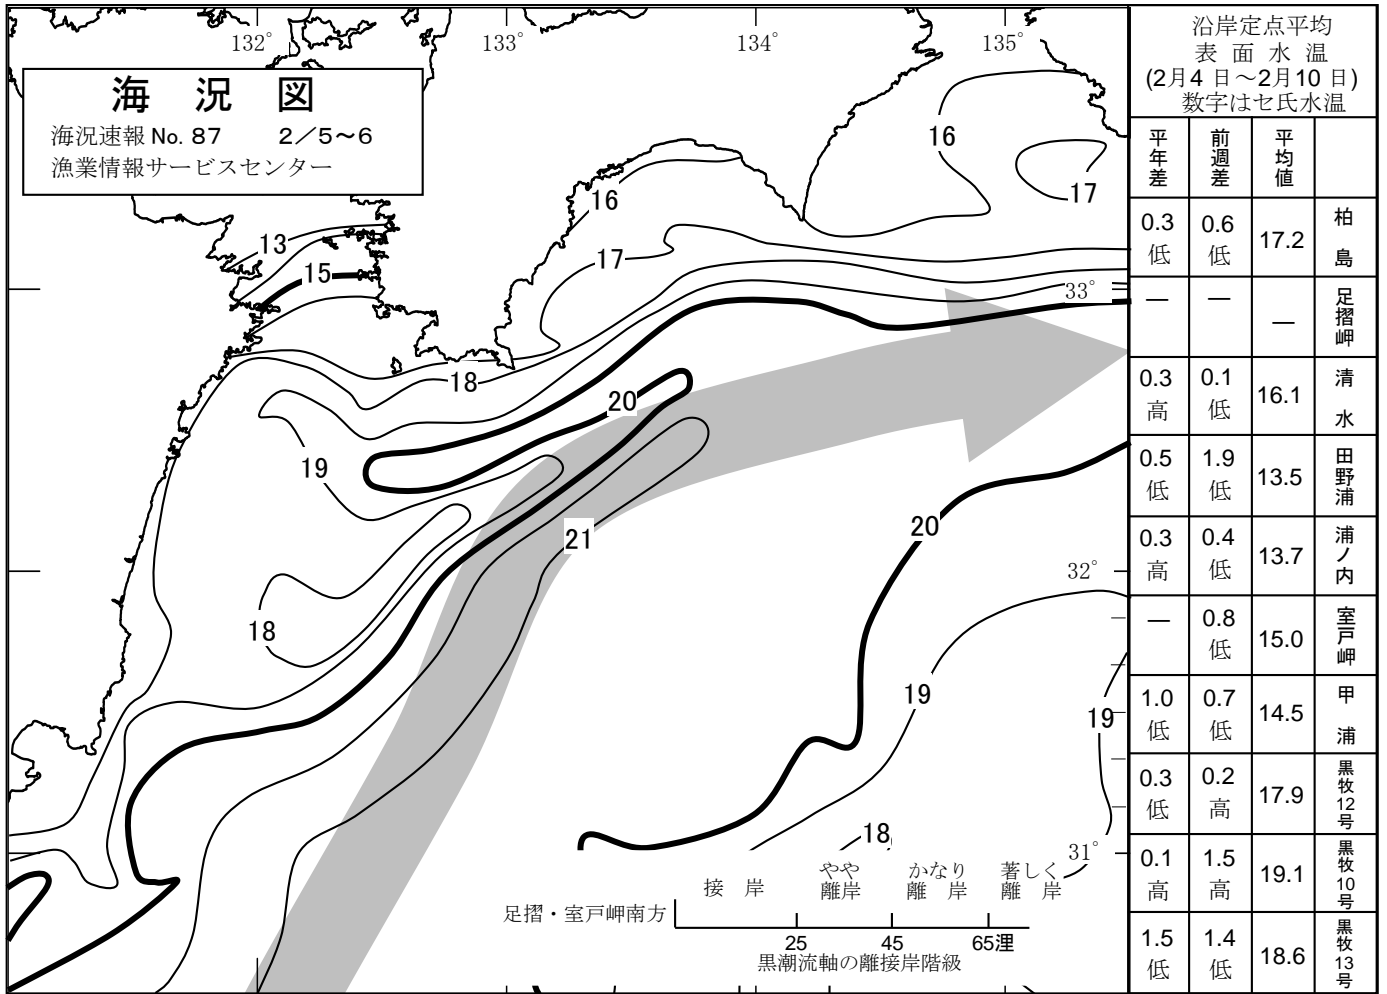 132°
133°
134°
135°
海 況 図
海況速報 No. 87 2／5〜6
漁業情報サービスセンター
16
17
16
17
13
15
18
33°
20
19
21
20
32°
18
19
19
18
31°
接 岸
やや
離岸
かなり
離 岸
著しく
離 岸
足摺・室戸岬南方
25
45
65浬
黒潮流軸の離接岸階級
沿岸定点平均
表 面 水 温
(2月4 日～2月10 日)
数字はセ氏水温
平年差 前週差 平均値
0.3低 0.6低 17.2 柏島
― ― ― 足摺岬
0.3高 0.1低 16.1 清水
0.5低 1.9低 13.5 田野浦
0.3高 0.4低 13.7 浦ノ内
― 0.8低 15.0 室戸岬
1.0低 0.7低 14.5 甲浦
0.3低 0.2高 17.9 黒牧12号
0.1高 1.5高 19.1 黒牧10号
1.5低 1.4低 18.6 黒牧13号